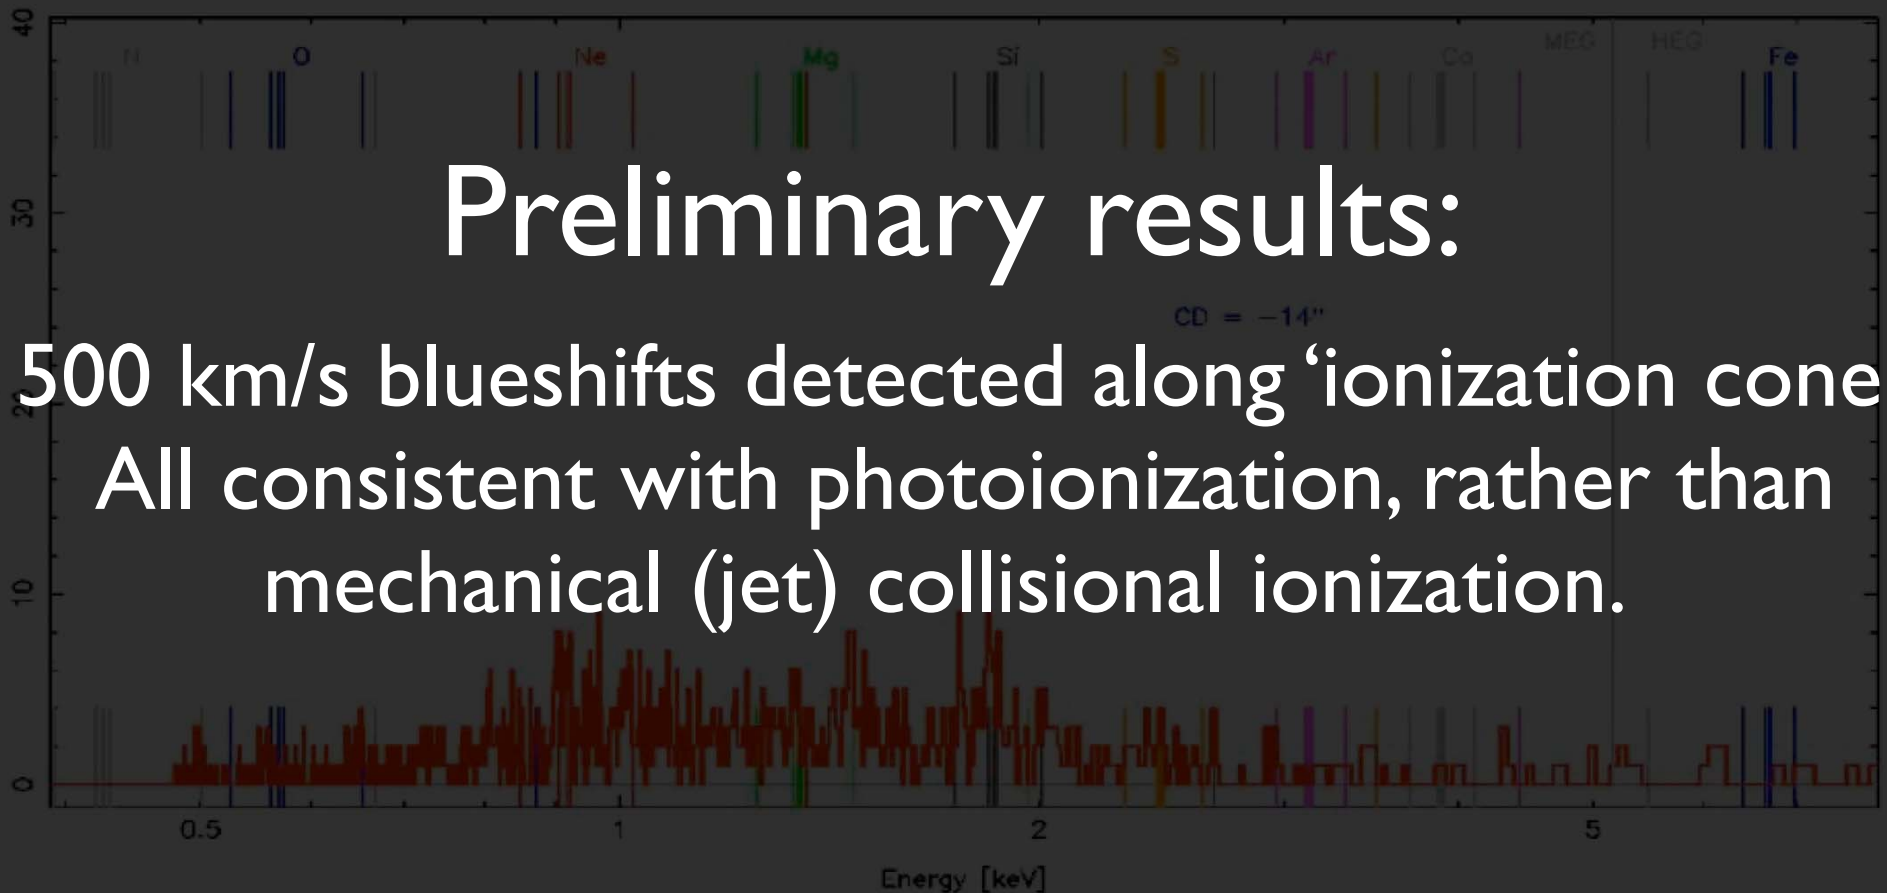 40
N O Ne Mg Si S Ar Ca MEG HEG Fe
Preliminary results:
30
CD = −14"
500 km/s blueshifts detected along ‘ionization cone
20
All consistent with photoionization, rather than
mechanical (jet) collisional ionization.
10
0
0.5 1 2 5
Energy [keV]